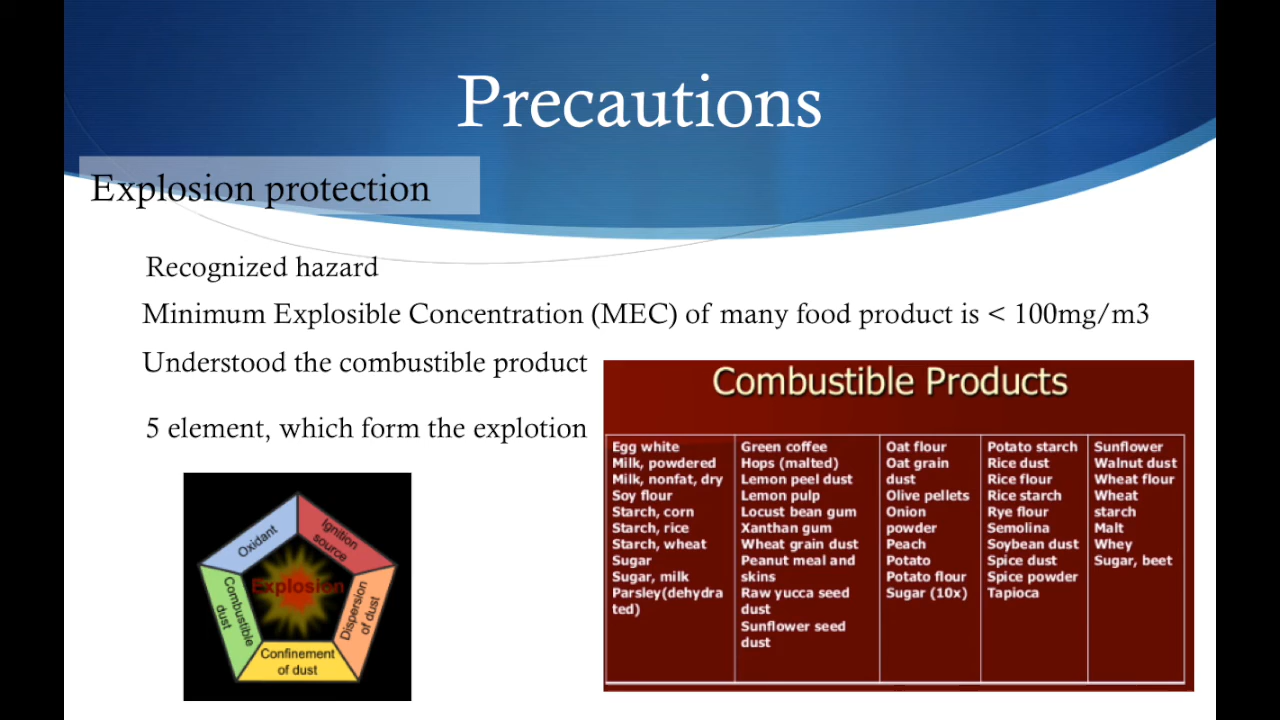 Precautions
Explosion protection
Recognized hazard
Minimum Explosible Concentration (MEC) of many food product is < 100mg/m3
Understood the combustible product
5 element, which form the explotion
Oxidant
Ignition
source
Explosion
Combustible
dust
Dispersion
of dust
Confinement
of dust
Combustible Products
Egg white
Milk, powdered
Milk, nonfat, dry
Soy flour
Starch, corn
Starch, rice
Starch, wheat
Sugar
Sugar, milk
Parsley(dehydra
ted)
Green coffee
Hops (malted)
Lemon peel dust
Lemon pulp
Locust bean gum
Xanthan gum
Wheat grain dust
Peanut meal and
skins
Raw yucca seed
dust
Sunflower seed
dust
Oat flour
Oat grain
dust
Olive pellets
Onion
powder
Peach
Potato
Potato flour
Sugar (10x)
Potato starch
Rice dust
Rice flour
Rice starch
Rye flour
Semolina
Soybean dust
Spice dust
Spice powder
Tapioca
Sunflower
Walnut dust
Wheat flour
Wheat
starch
Malt
Whey
Sugar, beet